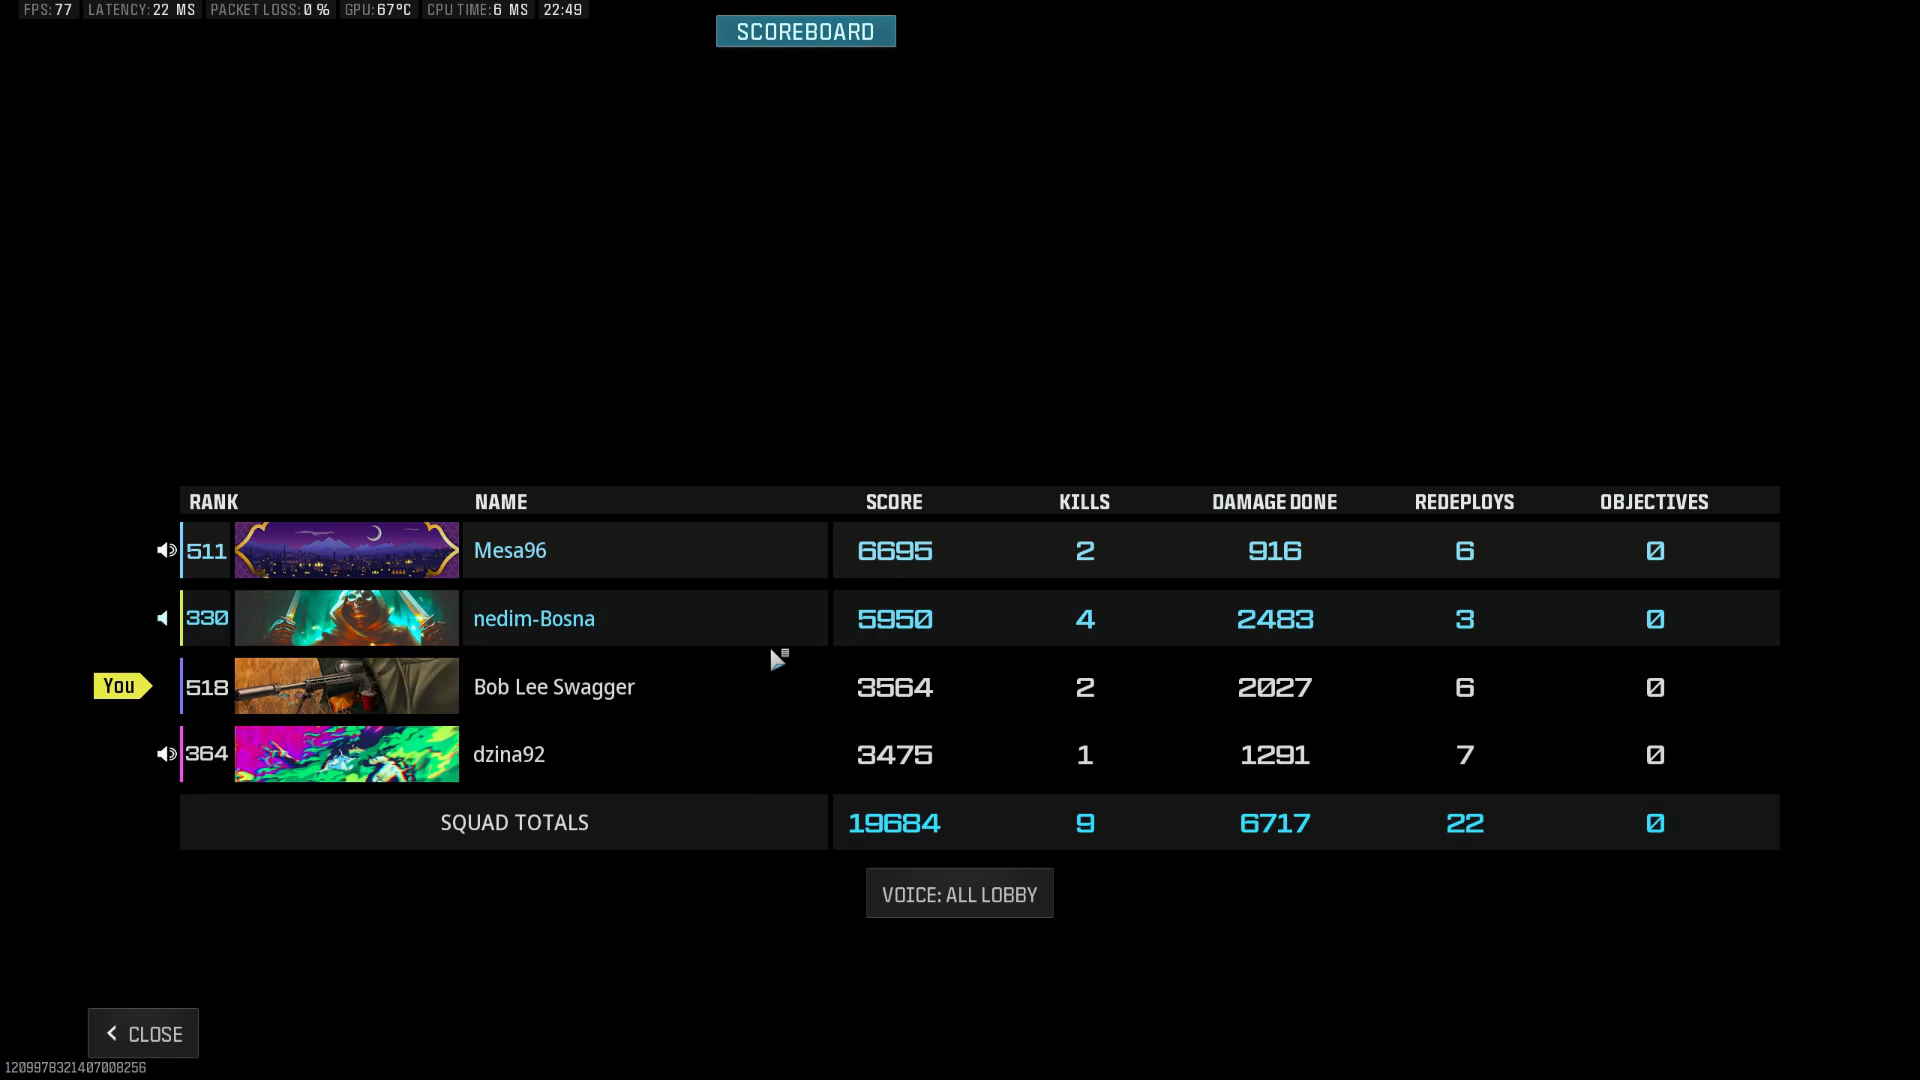 FPS: 77 LATENCY: 22 MS PACKET LOSS: 0 % GPU: 67°C CPU TIME: 6 MS 22:49
SCOREBOARD
RANK NAME SCORE KILLS DAMAGE DONE REDEPLOYS OBJECTIVES
511 Mesa96 6695 2 916 6 0
330 nedim-Bosna 5950 4 2483 3 0
You 518 Bob Lee Swagger 3564 2 2027 6 0
364 dzina92 3475 1 1291 7 0
SQUAD TOTALS 19684 9 6717 22 0
VOICE: ALL LOBBY
CLOSE
1209978321407008256